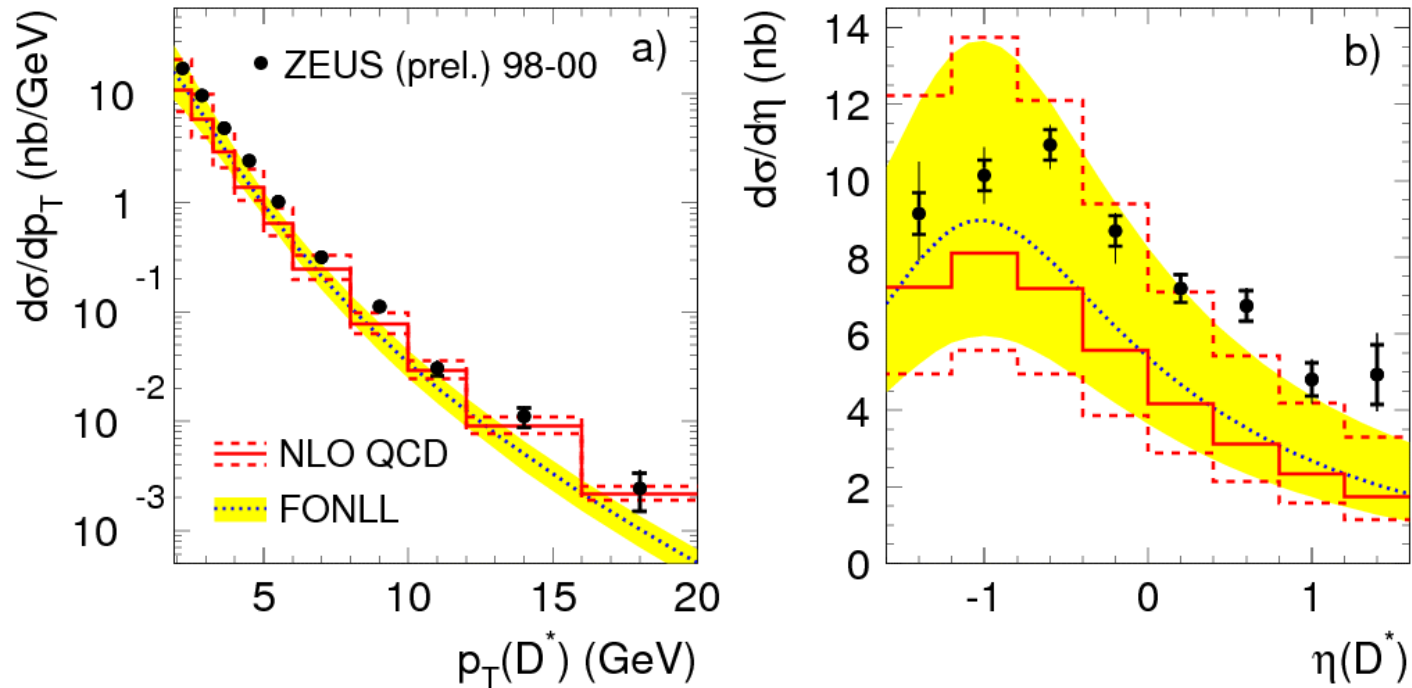 dσ/dp_T (nb/GeV)
a)
ZEUS (prel.) 98-00
10
1
10^-1
10^-2
10^-3
NLO QCD
FONLL
5 10 15 20
p_T(D*) (GeV)
dσ/dη (nb)
b)
14
12
10
8
6
4
2
0
-1 0 1
η(D*)